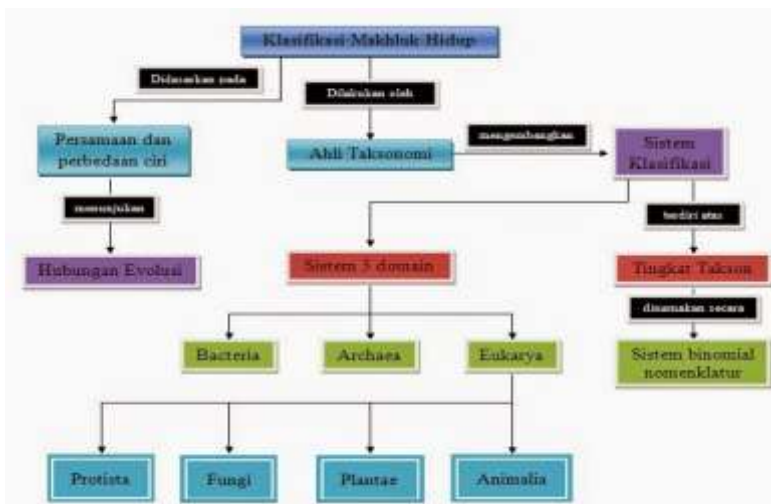 Klasifikasi Makhluk Hidup
Didasarkan pada
Dilakukan oleh
Persamaan dan
perbedaan ciri
Ahli Taksonomi
mengembangkan
Sistem
Klasifikasi
menunjukan
terdiri atas
Hubungan Evolusi
Sistem 3 domain
Tingkat Takson
dinamakan secara
Bacteria
Archaea
Eukarya
Sistem binomial
nomenklatur
Protista
Fungi
Plantae
Animalia